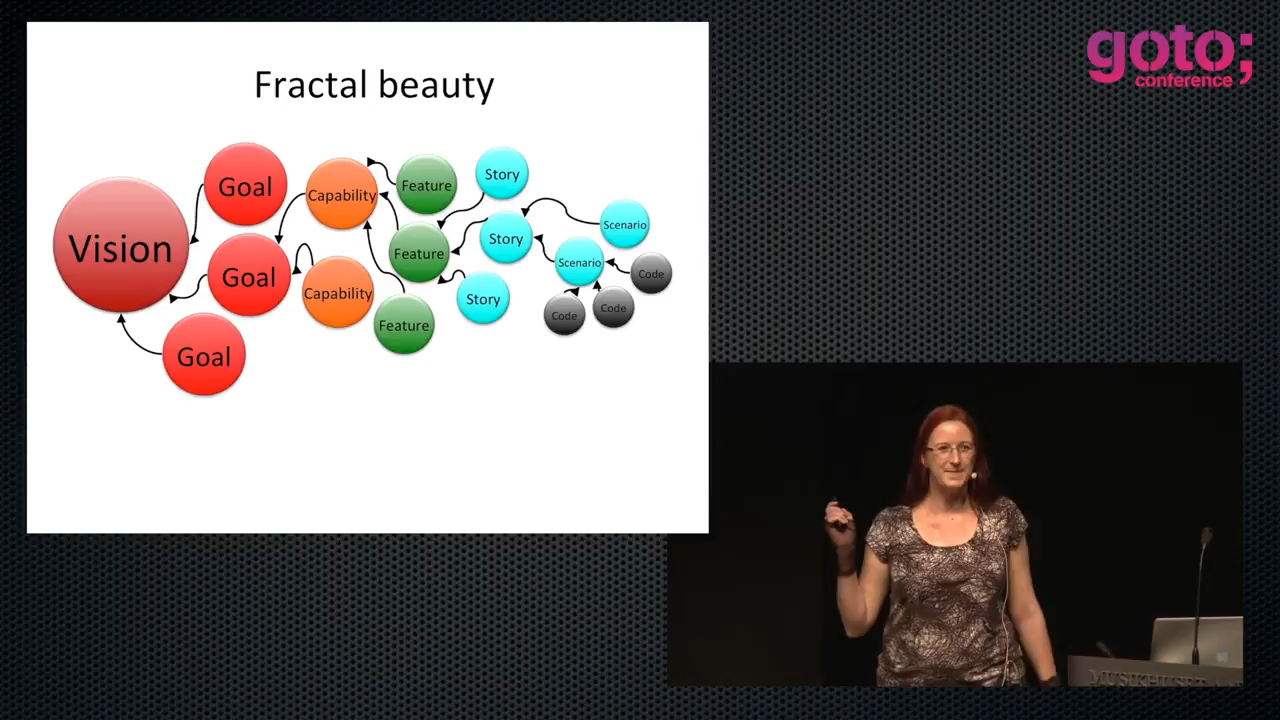 goto;
conference
Fractal beauty
Vision
Goal
Goal
Goal
Capability
Capability
Feature
Feature
Feature
Story
Story
Story
Scenario
Scenario
Code
Code
Code
MUSIKHUSET